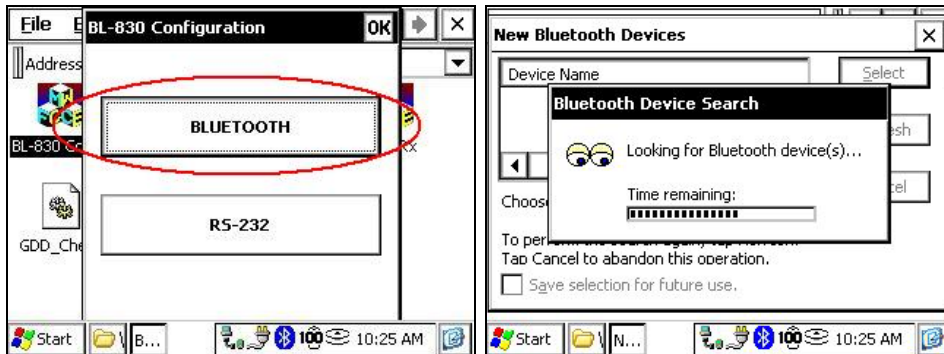 File E
BL-830 Configuration OK
Address
BLUETOOTH
BL-830 Co
RS-232
GDD_Che
Start B... 10:25 AM
New Bluetooth Devices
Device Name Select
Bluetooth Device Search
Looking for Bluetooth device(s)...
esh
Time remaining:
cel
Choos
Tap Cancel to abandon this operation.
Save selection for future use.
Start N... 10:25 AM